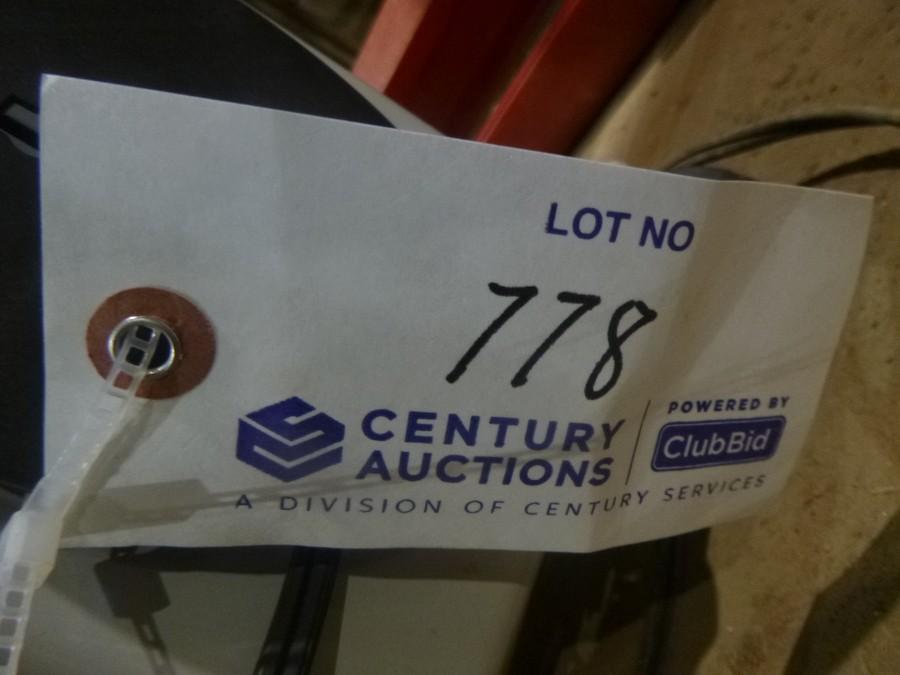 LOT NO
778
CENTURY
AUCTIONS
POWERED BY
ClubBid
A DIVISION OF CENTURY SERVICES